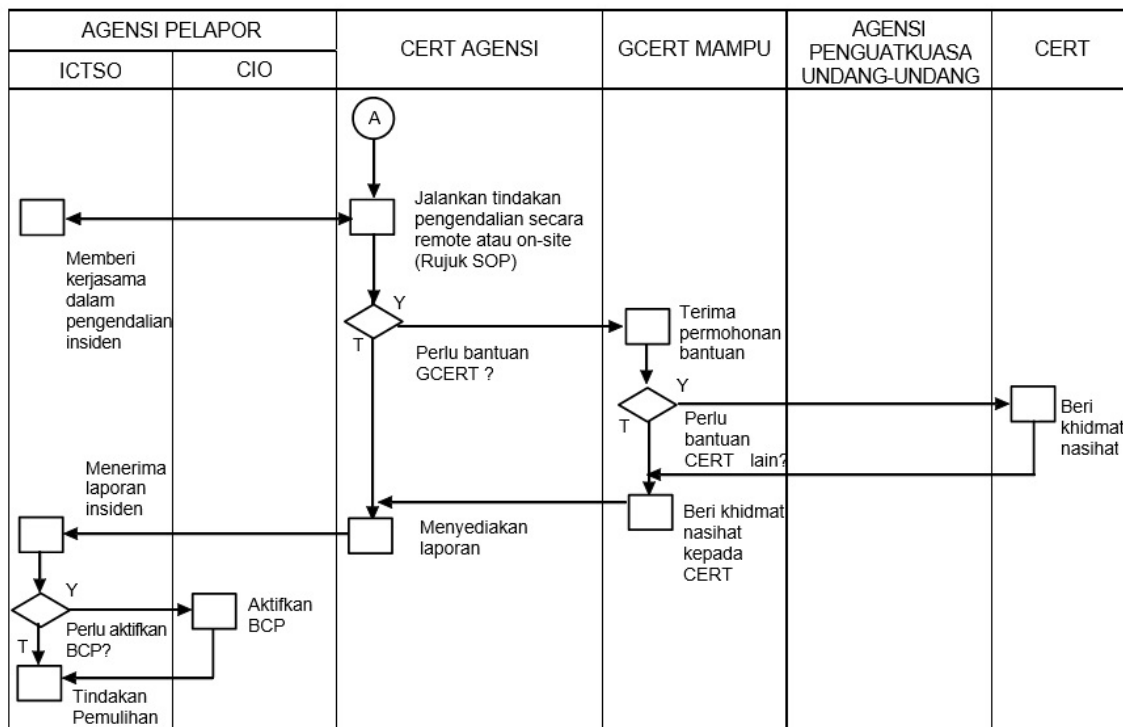 AGENSI PELAPOR
ICTSO
CIO
CERT AGENSI
GCERT MAMPU
AGENSI
PENGUATKUASA
UNDANG-UNDANG
CERT
A
Jalankan tindakan
pengendalian secara
remote atau on-site
(Rujuk SOP)
Memberi
kerjasama
dalam
pengendalian
insiden
Y
T
Perlu bantuan
GCERT ?
Terima
permohonan
bantuan
Y
T
Perlu
bantuan
CERT lain?
Beri
khidmat
nasihat
Menerima
laporan
insiden
Menyediakan
laporan
Beri khidmat
nasihat
kepada
CERT
Y
T
Perlu aktifkan
BCP?
Aktifkan
BCP
Tindakan
Pemulihan